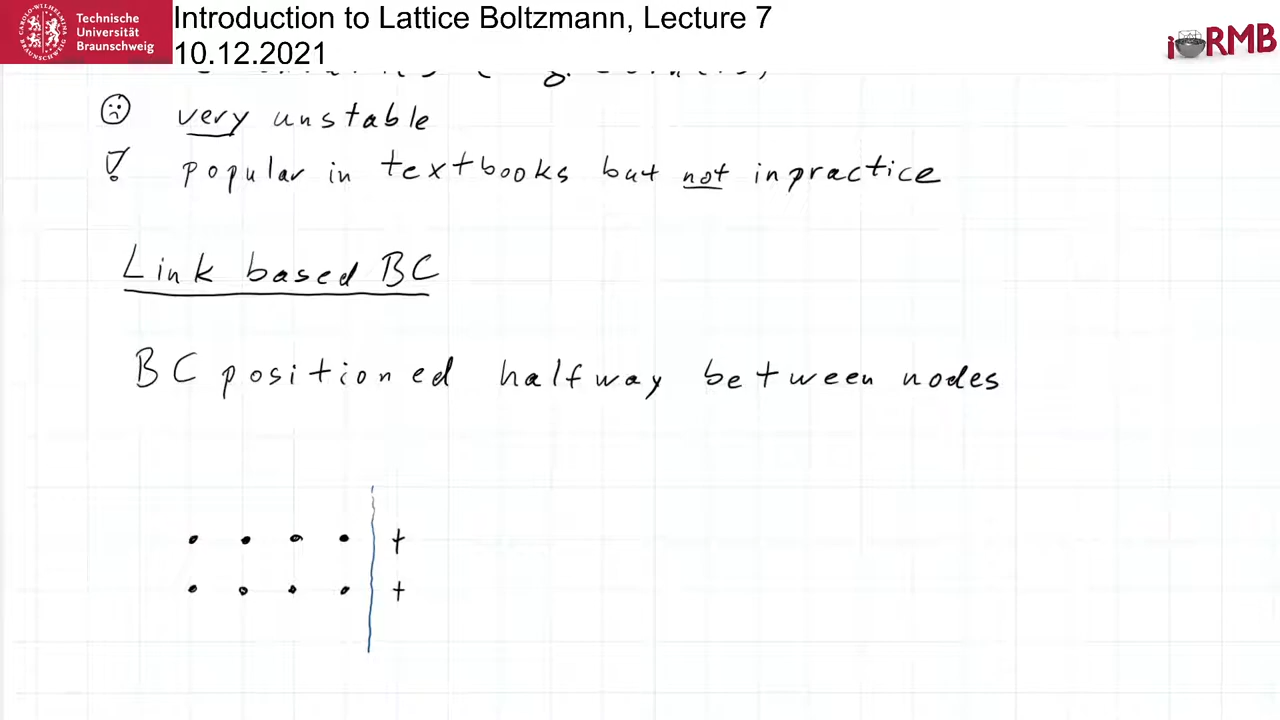 Technische
Universität
Braunschweig
Introduction to Lattice Boltzmann, Lecture 7
10.12.2021
iRMB
very unstable
popular in textbooks but not inpractice
Link based BC
BC positioned halfway between nodes